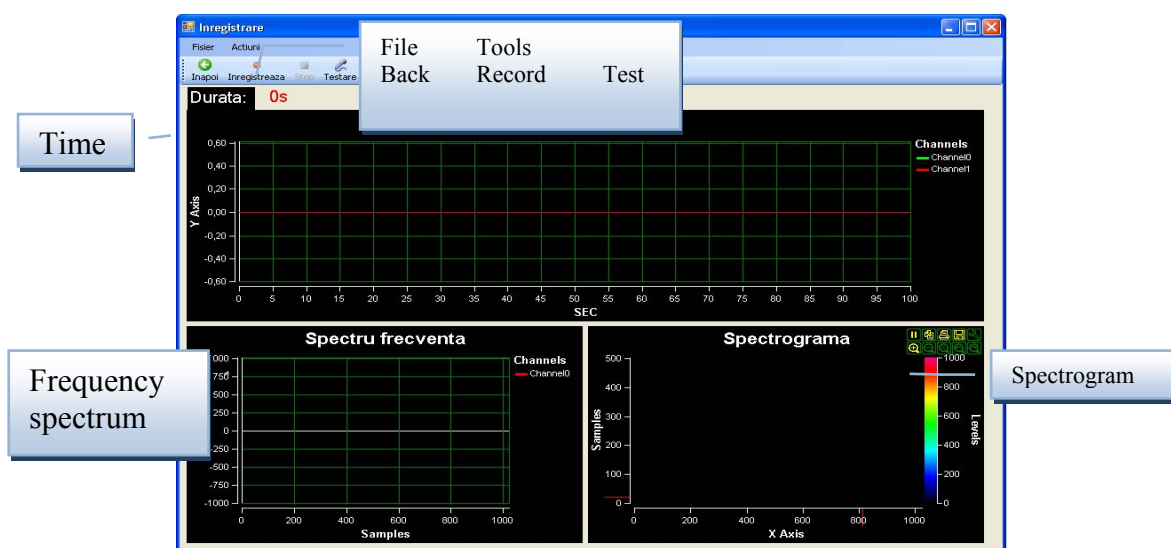 Inregistrare
Fisier Actiuni
Inapoi Inregistreaza Stop Testare
File Tools
Back Record Test
Durata: 0s
Time
0,60
0,40
0,20
0,00
-0,20
-0,40
-0,60
Y Axis
0 5 10 15 20 25 30 35 40 45 50 55 60 65 70 75 80 85 90 95 100
SEC
Channels
Channel0
Channel1
Spectru frecventa
750
500
250
0
-250
-500
-750
-1000
0 200 400 600 800 1000
Samples
Channels
Channel0
Frequency
spectrum
Spectrograma
500
400
300
200
100
0
Samples
0 200 400 600 800 1000
X Axis
1000
800
600
400
200
0
Levels
Spectrogram